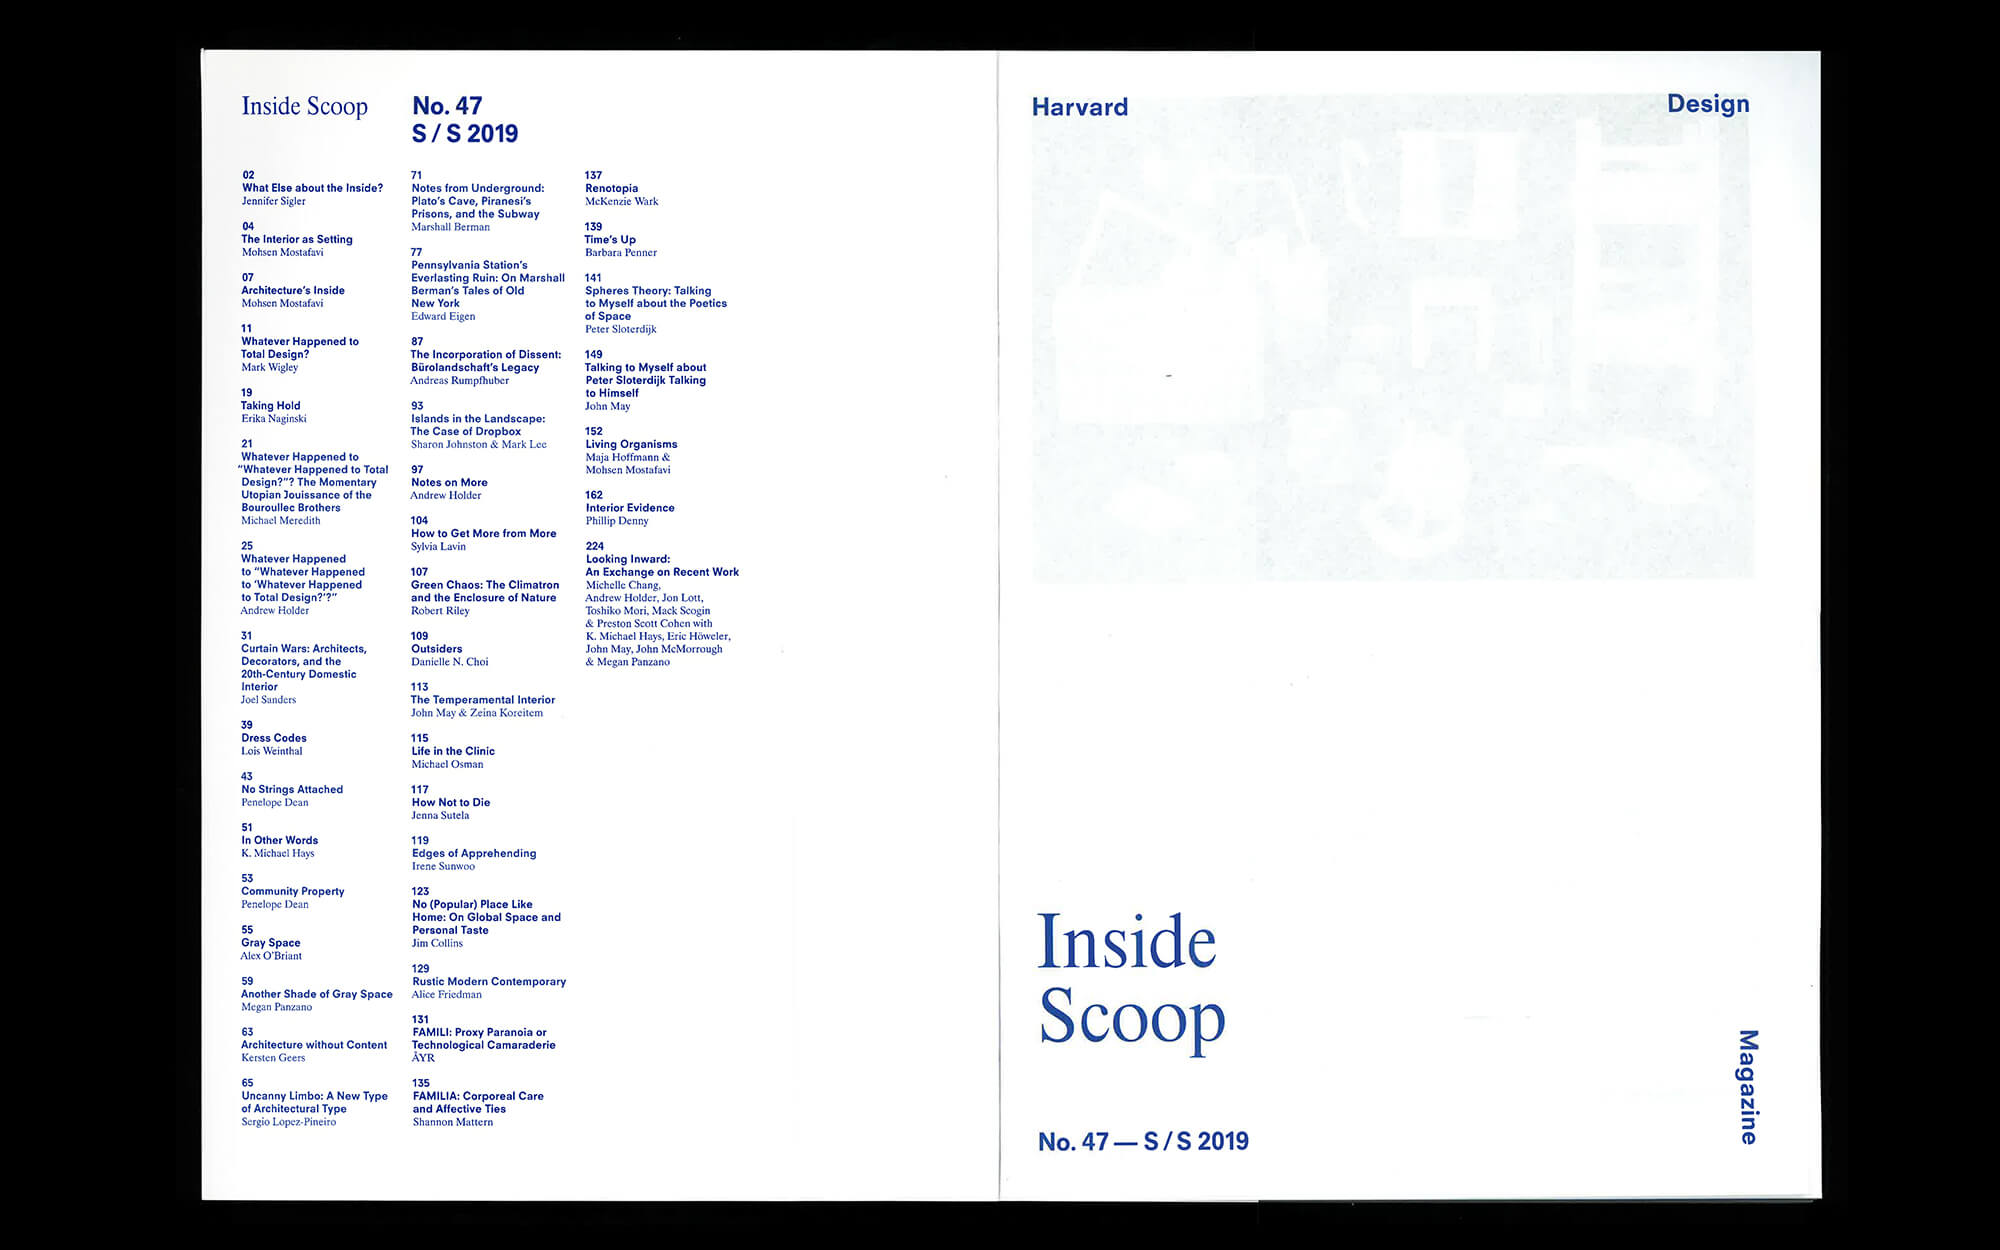 Inside Scoop
No. 47
S / S 2019
02
What Else about the Inside?
Jennifer Sigler
04
The Interior as Setting
Mohsen Mostafavi
07
Architecture's Inside
Mohsen Mostafavi
11
Whatever Happened to
Total Design?
Mark Wigley
19
Taking Hold
Erika Naginski
21
Whatever Happened to
“Whatever Happened to Total
Design?”? The Momentary
Utopian Jouissance of the
Bouroullec Brothers
Michael Meredith
25
Whatever Happened
to “Whatever Happened
to ‘Whatever Happened
to Total Design?’?”
Andrew Holder
31
Curtain Wars: Architects,
Decorators, and the
20th-Century Domestic
Interior
Joel Sanders
39
Dress Codes
Lois Weinthal
43
No Strings Attached
Penelope Dean
51
In Other Words
K. Michael Hays
53
Community Property
Penelope Dean
55
Gray Space
Alex O'Briant
59
Another Shade of Gray Space
Megan Panzano
63
Architecture without Content
Kersten Geers
65
Uncanny Limbo: A New Type
of Architectural Type
Sergio Lopez-Pineiro
71
Notes from Underground:
Plato's Cave, Piranesi's
Prisons, and the Subway
Marshall Berman
77
Pennsylvania Station's
Everlasting Ruin: On Marshall
Berman's Tales of Old
New York
Edward Eigen
87
The Incorporation of Dissent:
Bürolandschaft's Legacy
Andreas Rumpfhuber
93
Islands in the Landscape:
The Case of Dropbox
Sharon Johnston & Mark Lee
97
Notes on More
Andrew Holder
104
How to Get More from More
Sylvia Lavin
107
Green Chaos: The Climatron
and the Enclosure of Nature
Robert Riley
109
Outsiders
Danielle N. Choi
113
The Temperamental Interior
John May & Zeina Koreitem
115
Life in the Clinic
Michael Osman
117
How Not to Die
Jenna Sutela
119
Edges of Apprehending
Irene Sunwoo
123
No (Popular) Place Like
Home: On Global Space and
Personal Taste
Jim Collins
129
Rustic Modern Contemporary
Alice Friedman
131
FAMILI: Proxy Paranoia or
Technological Camaraderie
ÅYR
135
FAMILIA: Corporeal Care
and Affective Ties
Shannon Mattern
137
Renotopia
McKenzie Wark
139
Time's Up
Barbara Penner
141
Spheres Theory: Talking
to Myself about the Poetics
of Space
Peter Sloterdijk
149
Talking to Myself about
Peter Sloterdijk Talking
to Himself
John May
152
Living Organisms
Maja Hoffmann &
Mohsen Mostafavi
162
Interior Evidence
Phillip Denny
224
Looking Inward:
An Exchange on Recent Work
Michelle Chang,
Andrew Holder, Jon Lott,
Toshiko Mori, Mack Scogin
& Preston Scott Cohen with
K. Michael Hays, Eric Höweler,
John May, John McMorrough
& Megan Panzano
Harvard
Design
Magazine
Inside
Scoop
No. 47 — S / S 2019